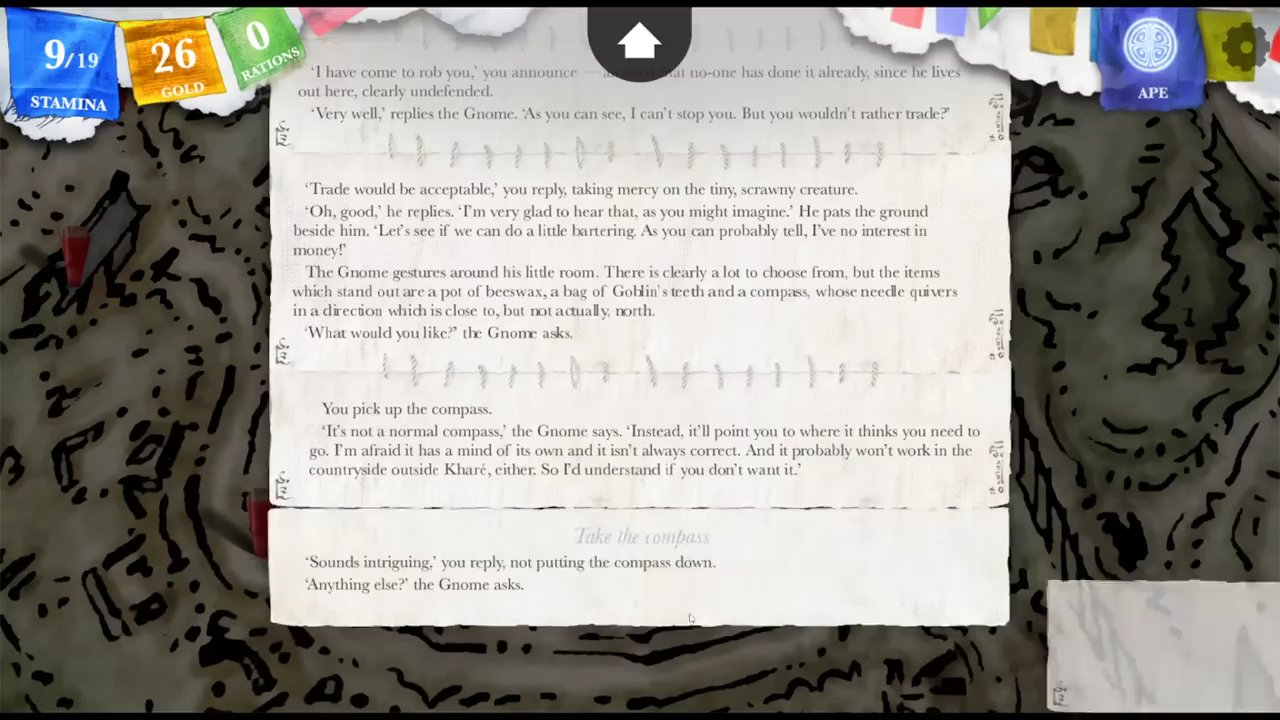 9/19
STAMINA
26
GOLD
0
RATIONS
APE
'I have come to rob you,' you announce — no-one has done it already, since he lives
out here, clearly undefended.
'Very well,' replies the Gnome. 'As you can see, I can't stop you. But you wouldn't rather trade?'
'Trade would be acceptable,' you reply, taking mercy on the tiny, scrawny creature.
'Oh, good,' he replies. 'I'm very glad to hear that, as you might imagine.' He pats the ground
beside him. 'Let's see if we can do a little bartering. As you can probably tell, I've no interest in
money!'
The Gnome gestures around his little room. There is clearly a lot to choose from, but the items
which stand out are a pot of beeswax, a bag of Goblin's teeth and a compass, whose needle quivers
in a direction which is close to, but not actually, north.
'What would you like?' the Gnome asks.
You pick up the compass.
'It's not a normal compass,' the Gnome says. 'Instead, it'll point you to where it thinks you need to
go. I'm afraid it has a mind of its own and it isn't always correct. And it probably won't work in the
countryside outside Kharé, either. So I'd understand if you don't want it.'
Take the compass
'Sounds intriguing,' you reply, not putting the compass down.
'Anything else?' the Gnome asks.